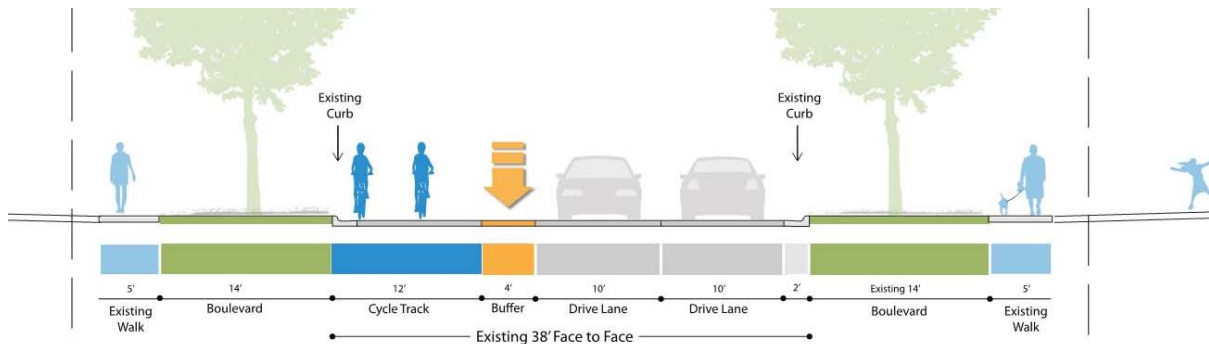 Existing
Curb
Existing
Curb
5' 14' 12' 4' 10' 10' 2' Existing 14' 5'
Existing
Walk
Boulevard
Cycle Track
Buffer
Drive Lane
Drive Lane
Boulevard
Existing
Walk
Existing 38' Face to Face